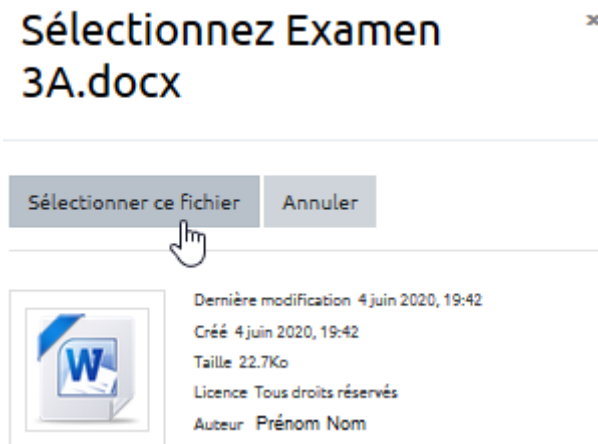 Sélectionnez Examen
3A.docx
Sélectionner ce fichier
Annuler
Dernière modification 4 juin 2020, 19:42
Créé 4 juin 2020, 19:42
Taille 22.7Ko
Licence Tous droits réservés
Auteur Prénom Nom
W